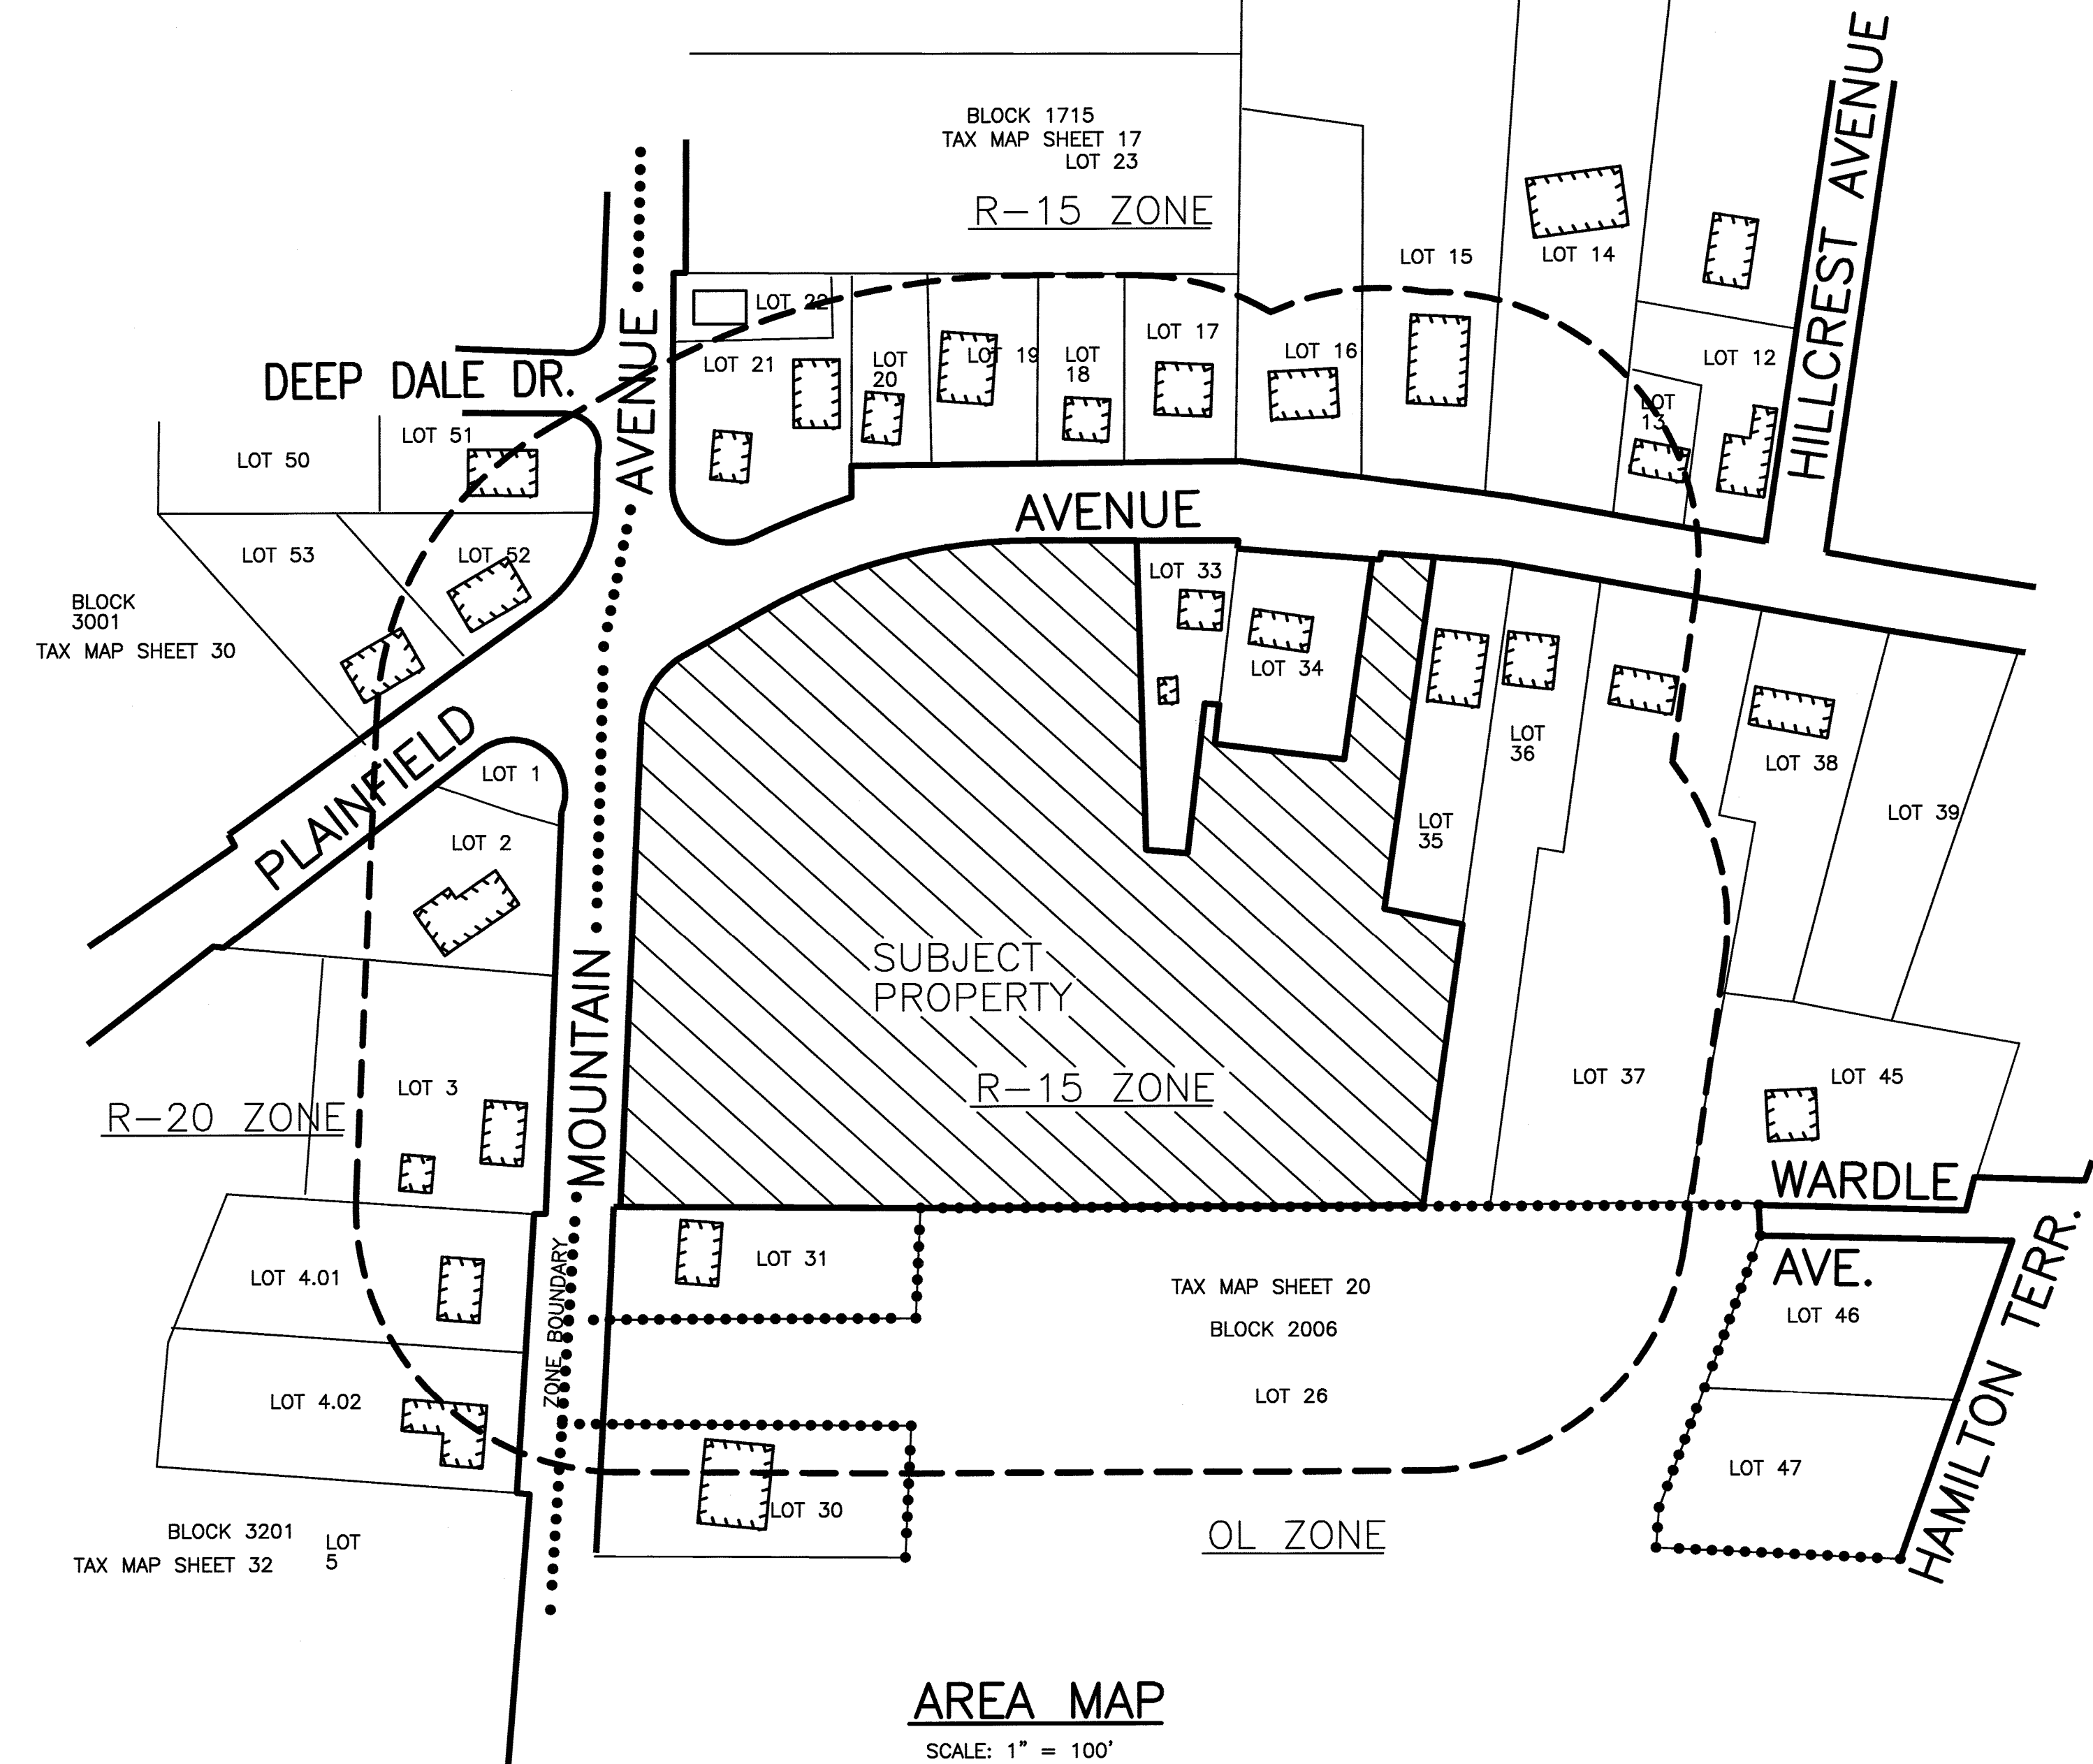 BLOCK 1715
TAX MAP SHEET 17
LOT 23
R-15 ZONE
HILLCREST AVENUE
LOT 15
LOT 14
LOT 22
LOT 21
LOT
20
LOT 19
LOT
18
LOT 17
LOT 16
LOT 12
LOT
13
DEEP DALE DR.
AVENUE
LOT 50
LOT 51
LOT 53
LOT 52
AVENUE
BLOCK
3001
TAX MAP SHEET 30
LOT 33
LOT 34
LOT
36
LOT
35
LOT 38
LOT 39
PLAINFIELD
LOT 1
LOT 2
SUBJECT
PROPERTY
R-15 ZONE
MOUNTAIN
LOT 3
R-20 ZONE
LOT 37
LOT 45
WARDLE
AVE.
LOT 4.01
ZONE BOUNDARY
LOT 31
TAX MAP SHEET 20
BLOCK 2006
LOT 26
LOT 46
HAMILTON TERR.
LOT 4.02
LOT 30
LOT 47
OL ZONE
BLOCK 3201
TAX MAP SHEET 32
LOT
5
AREA MAP
SCALE: 1" = 100'